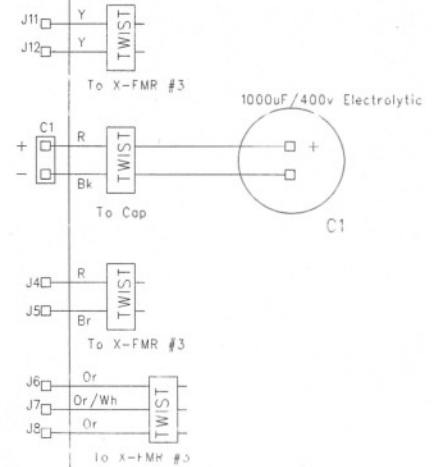 J11 Y
J12 Y
TWIST
To X-FMR #3
1000uF/400v Electrolytic
C1
+ R
- Bk
TWIST
+
To Cap
C1
J4 R
J5 Br
TWIST
To X-FMR #3
J6 Or
J7 Or/Wh
J8 Or
TWIST
To X-FMR #3